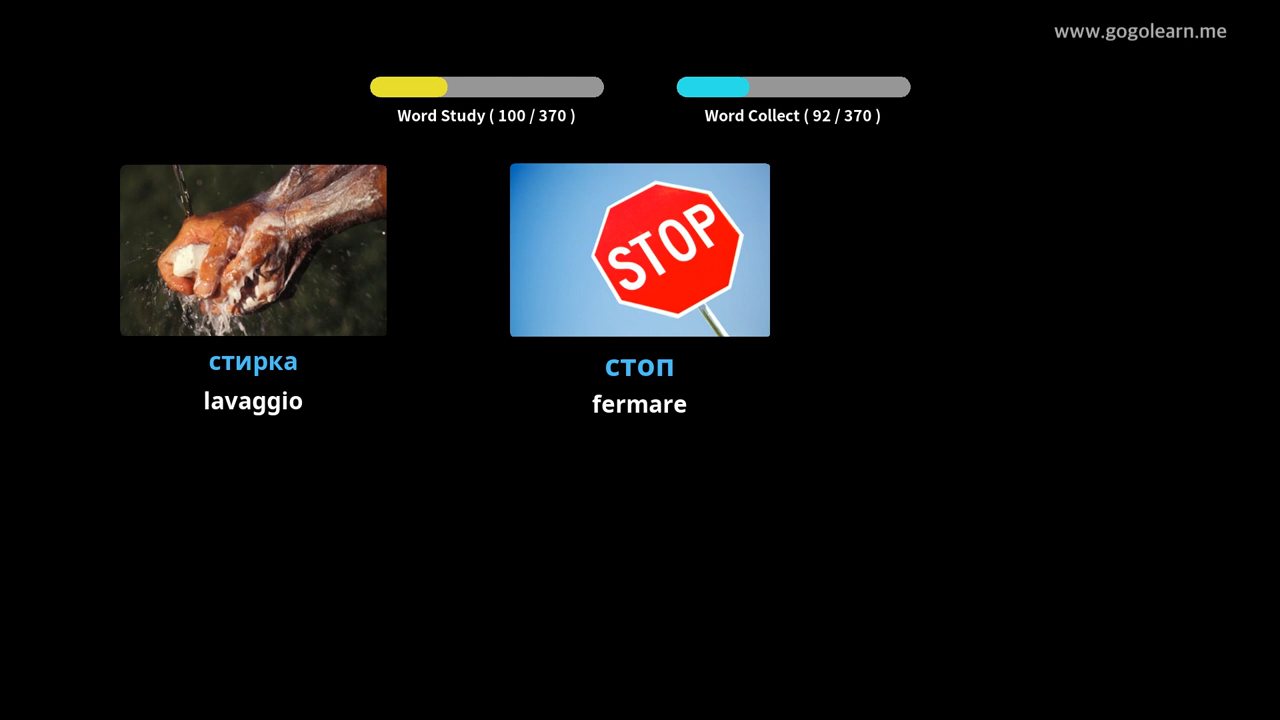 www.gogolearn.me
Word Study ( 100 / 370 )
Word Collect ( 92 / 370 )
STOP
стирка
lavaggio
стоп
fermare